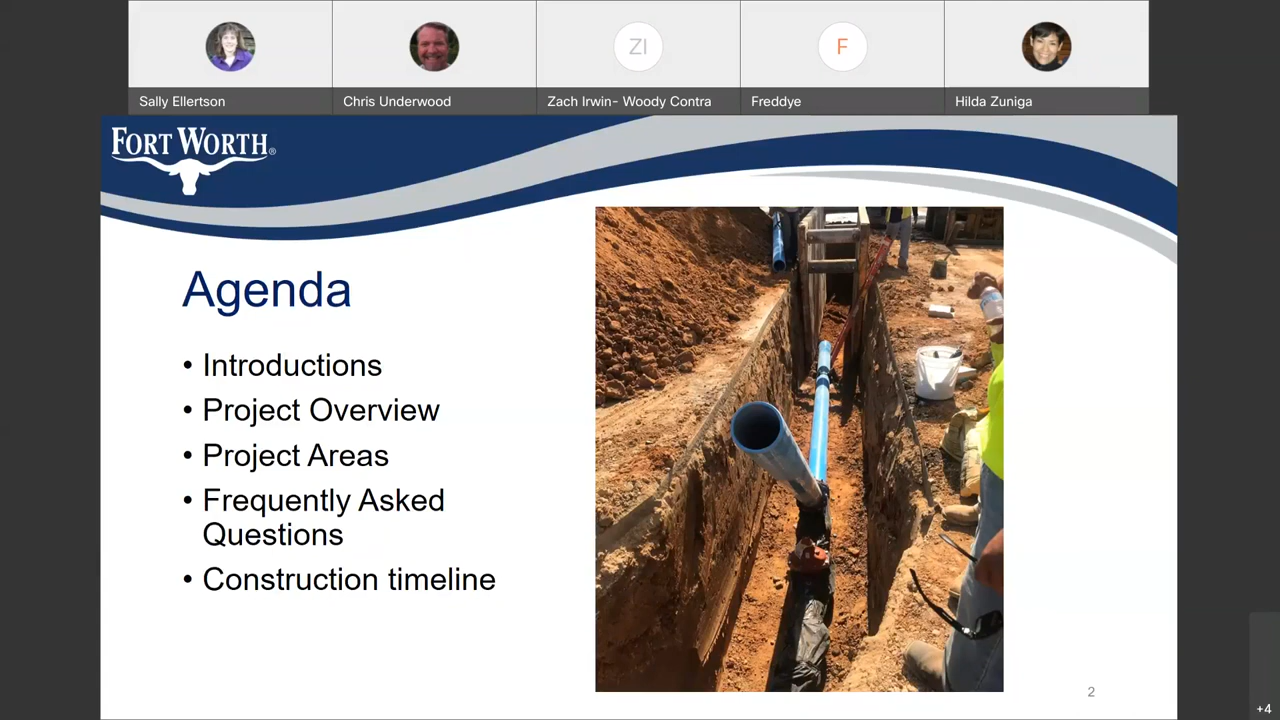 Sally Ellertson
Chris Underwood
ZI
Zach Irwin- Woody Contra
F
Freddye
Hilda Zuniga
FORT WORTH®
Agenda
• Introductions
• Project Overview
• Project Areas
• Frequently Asked
Questions
• Construction timeline
2
+4